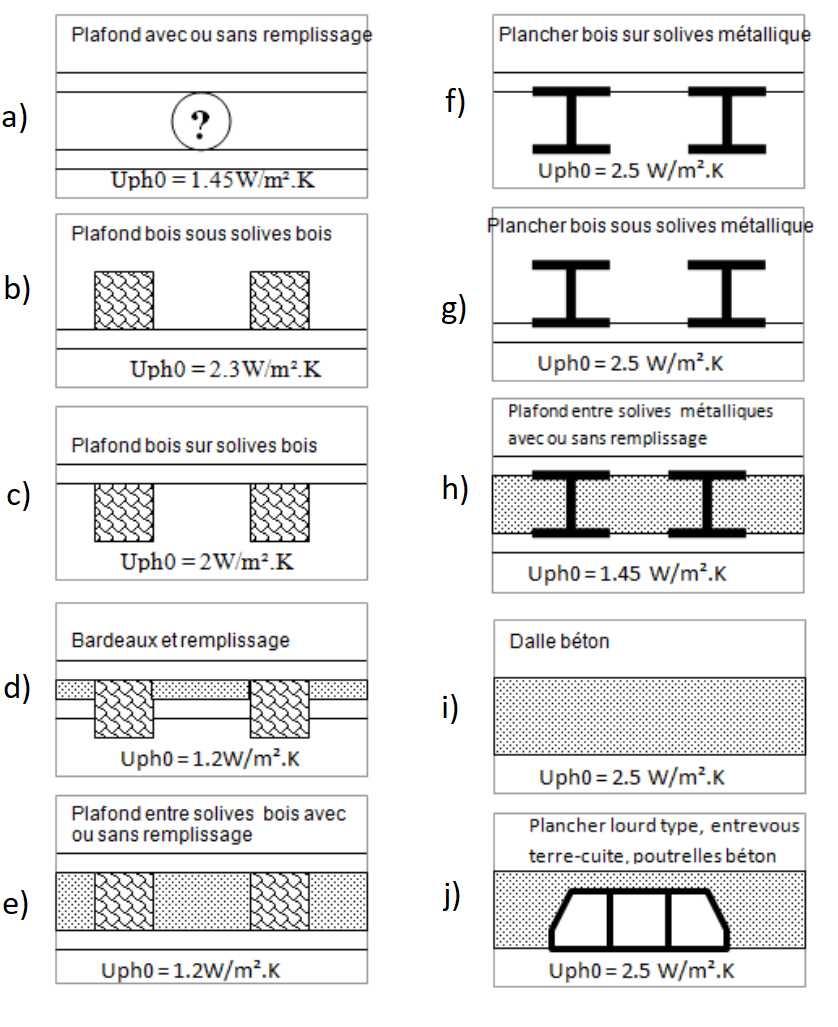 a)
Plafond avec ou sans remplissage
?
Uph0 = 1.45W/m².K
b)
Plafond bois sous solives bois
Uph0 = 2.3W/m².K
c)
Plafond bois sur solives bois
Uph0 = 2W/m².K
d)
Bardeaux et remplissage
Uph0 = 1.2W/m².K
e)
Plafond entre solives bois avec
ou sans remplissage
Uph0 = 1.2W/m².K
f)
Plancher bois sur solives métallique
Uph0 = 2.5 W/m².K
g)
Plancher bois sous solives métallique
Uph0 = 2.5 W/m².K
h)
Plafond entre solives métalliques
avec ou sans remplissage
Uph0 = 1.45 W/m².K
i)
Dalle béton
Uph0 = 2.5 W/m².K
j)
Plancher lourd type, entrevous
terre-cuite, poutrelles béton
Uph0 = 2.5 W/m².K